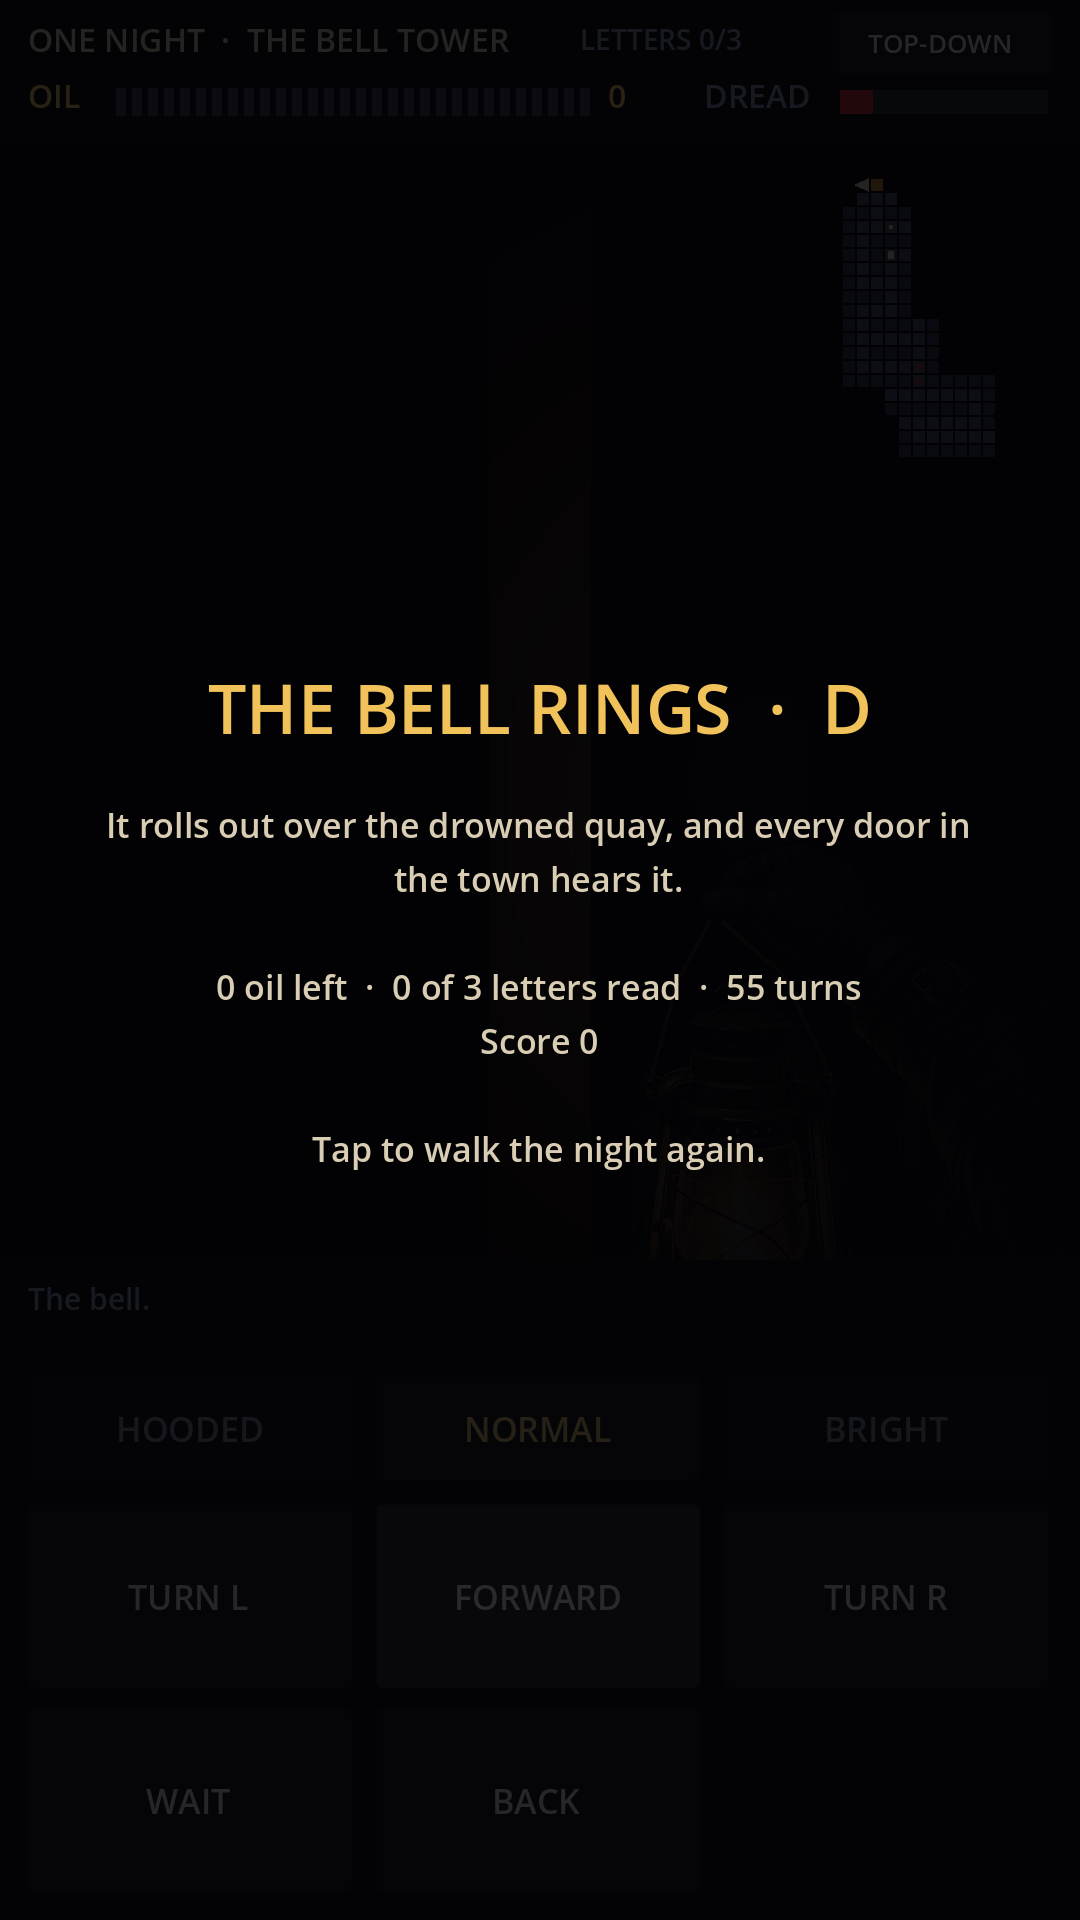 ONE NIGHT · THE BELL TOWER LETTERS 0/3 TOP-DOWN
OIL 0 DREAD
THE BELL RINGS · D
It rolls out over the drowned quay, and every door in
the town hears it.
0 oil left · 0 of 3 letters read · 55 turns
Score 0
Tap to walk the night again.
The bell.
HOODED NORMAL BRIGHT
TURN L FORWARD TURN R
WAIT BACK